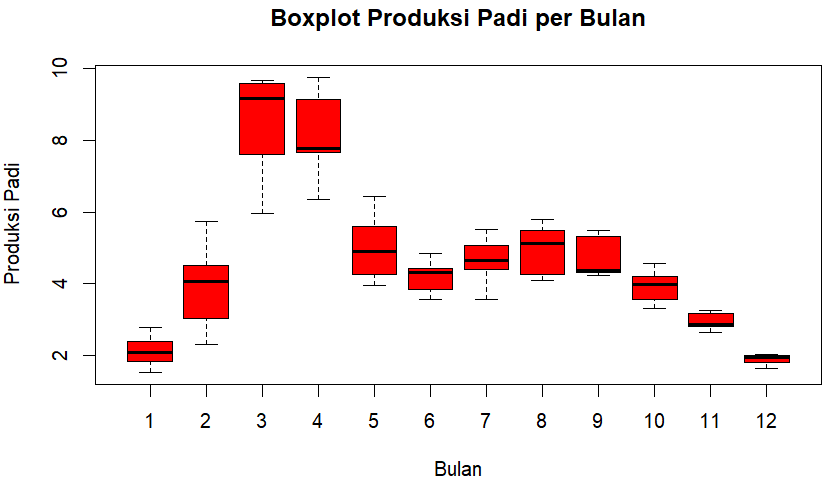 Boxplot Produksi Padi per Bulan
Produksi Padi
10
8
6
4
2
1 2 3 4 5 6 7 8 9 10 11 12
Bulan